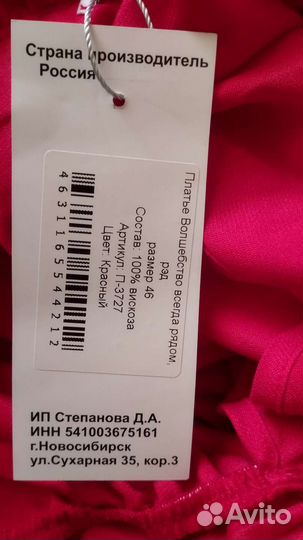 Страна производитель
Россия
Платье Волшебство всегда рядом,
рэд
размер 46
Состав: 100% вискоза
Артикул: П-3727
Цвет: Красный
4631165544212
ИП Степанова Д.А.
ИНН 541003675161
г.Новосибирск
ул.Сухарная 35, кор.3
Avito